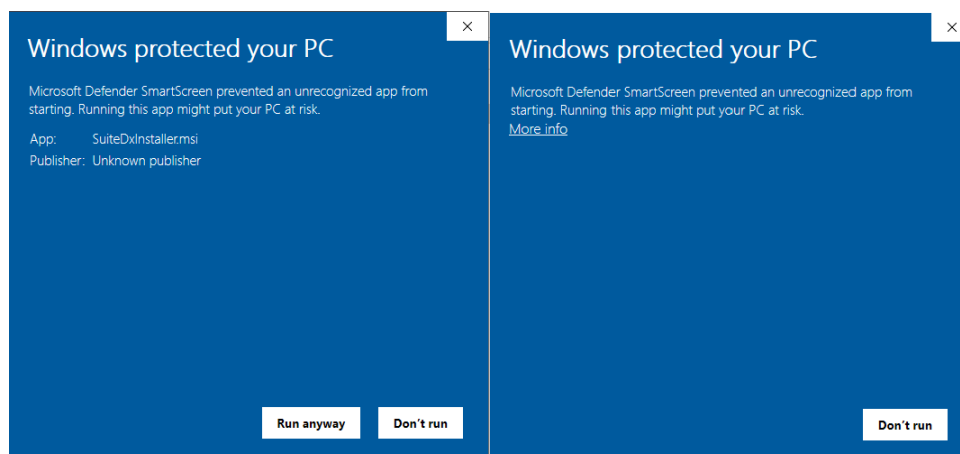 Windows protected your PC
Microsoft Defender SmartScreen prevented an unrecognized app from
starting. Running this app might put your PC at risk.
App: SuiteDxInstaller.msi
Publisher: Unknown publisher
Run anyway
Don't run
Windows protected your PC
Microsoft Defender SmartScreen prevented an unrecognized app from
starting. Running this app might put your PC at risk.
More info
Don't run